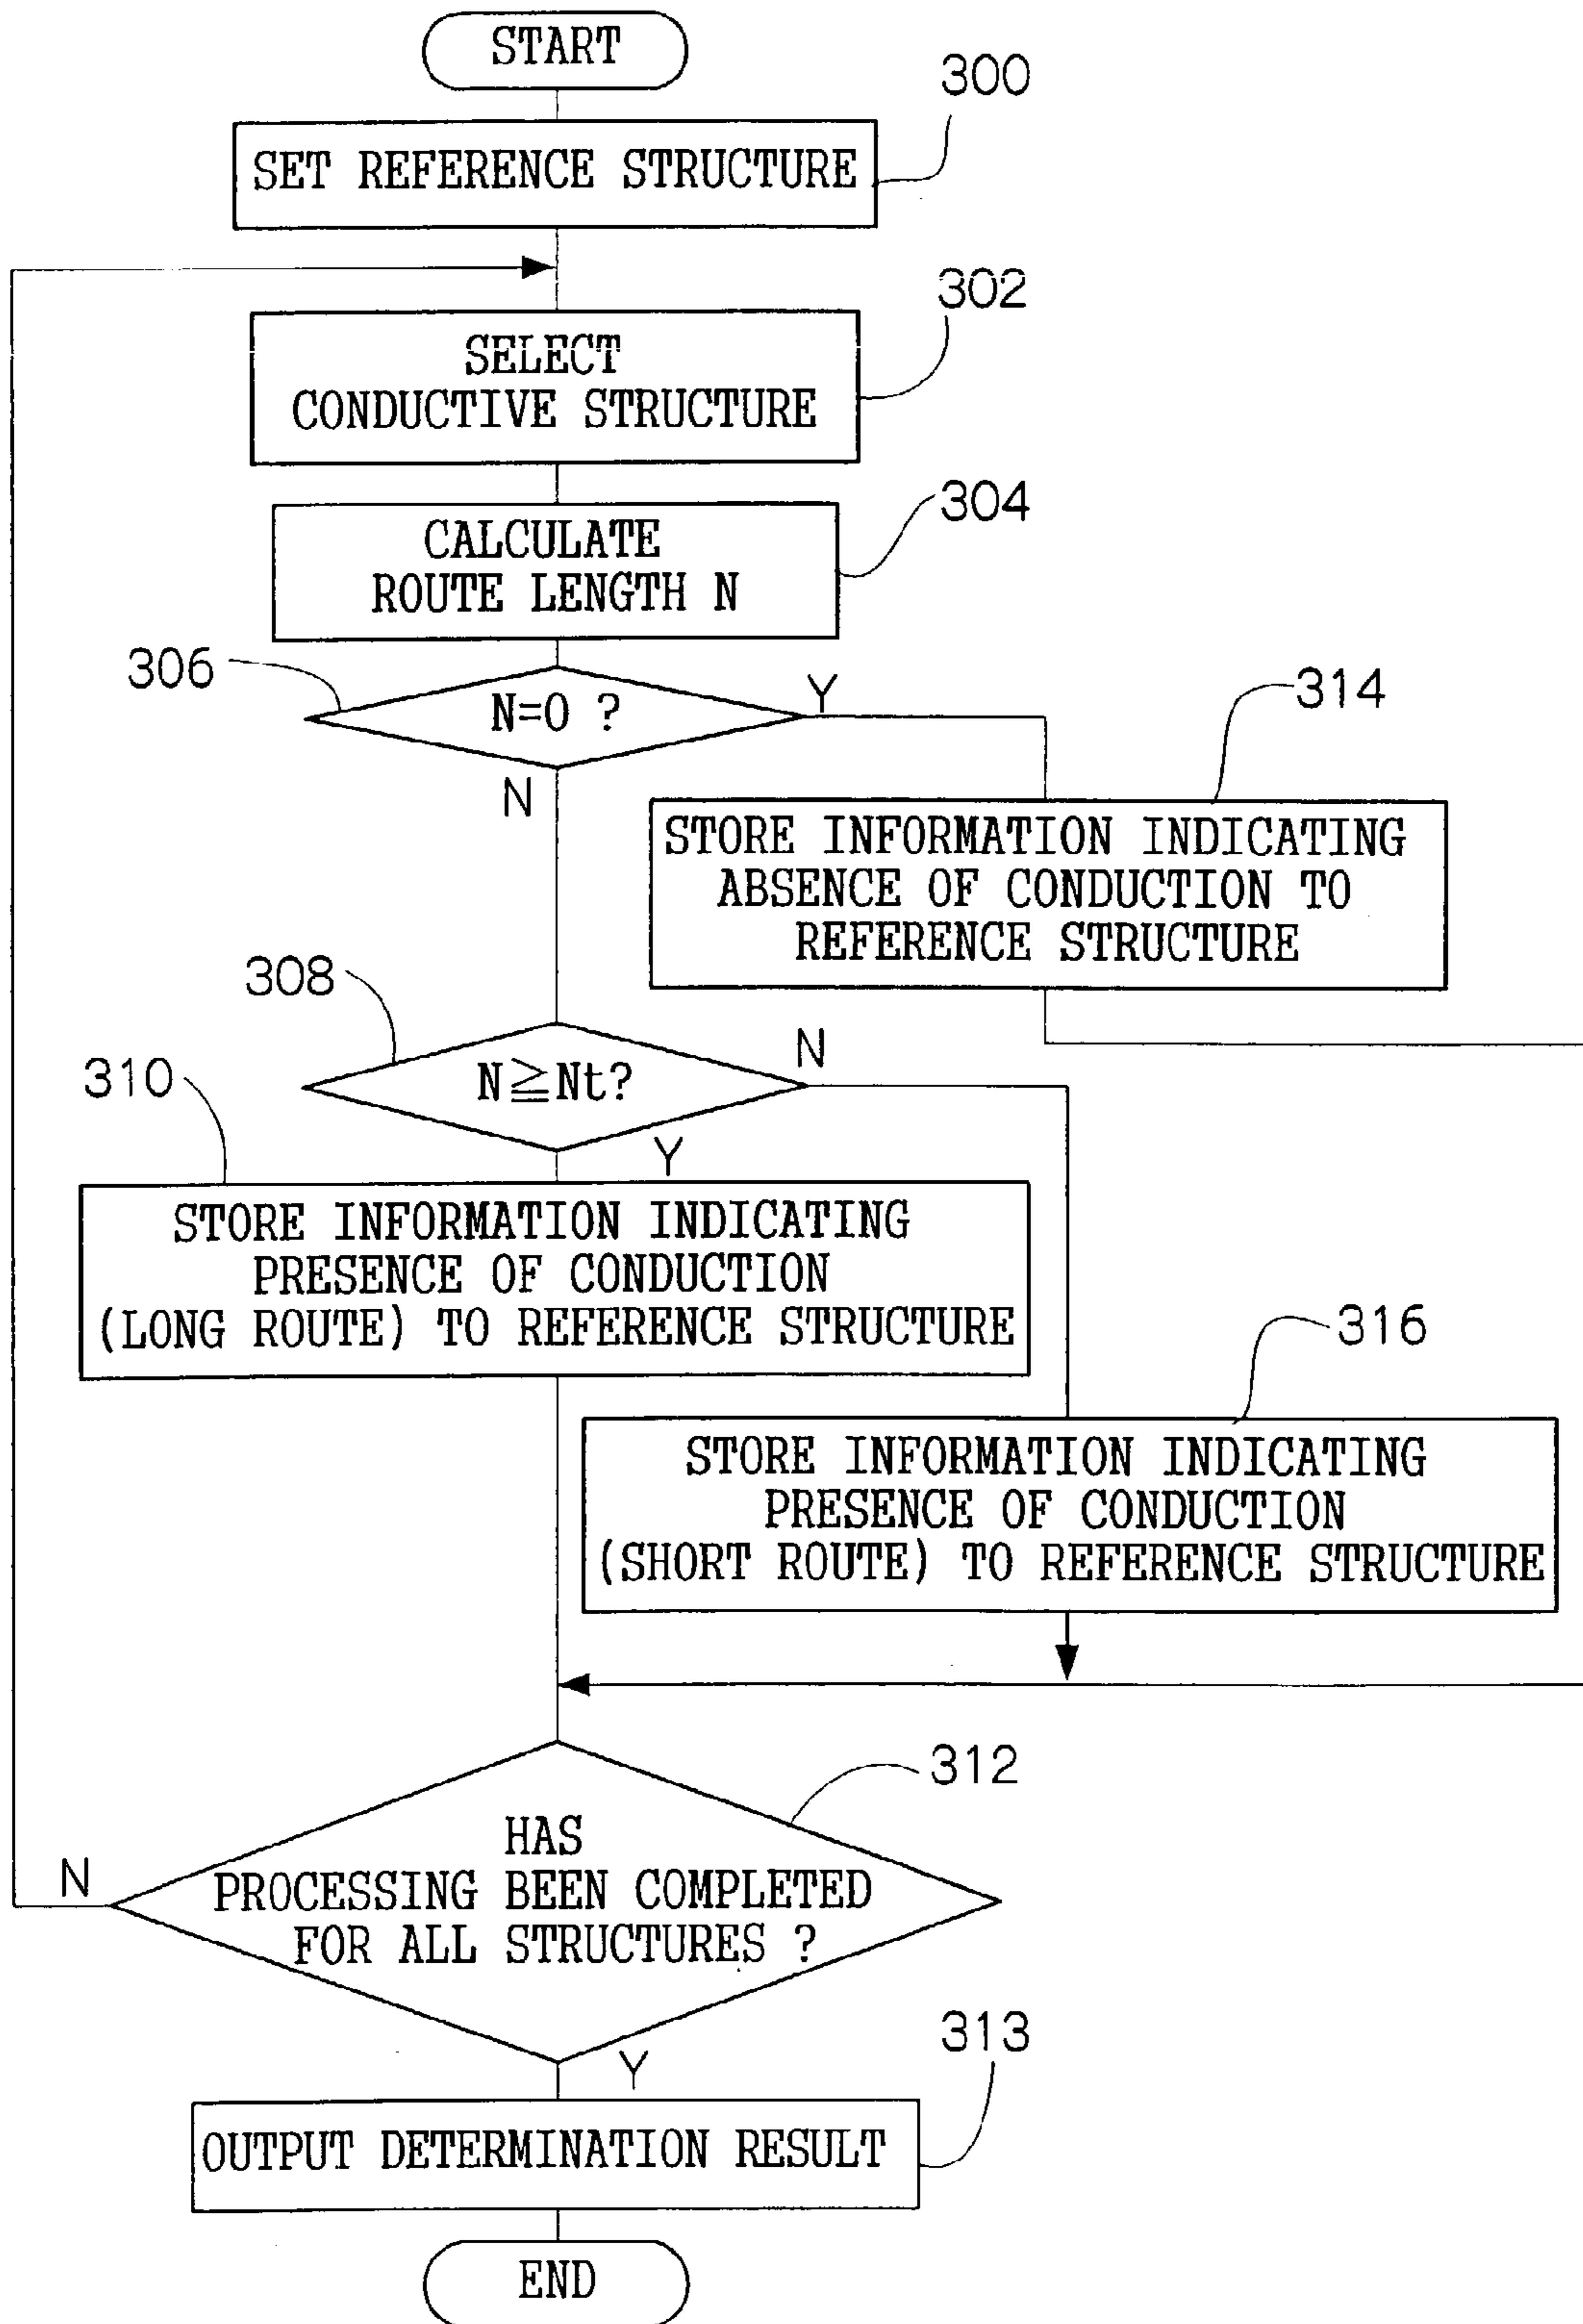 START
300
SET REFERENCE STRUCTURE
302
SELECT
CONDUCTIVE STRUCTURE
304
CALCULATE
ROUTE LENGTH N
306
N=0 ?
Y
N
314
STORE INFORMATION INDICATING
ABSENCE OF CONDUCTION TO
REFERENCE STRUCTURE
308
N≧Nt?
N
Y
310
STORE INFORMATION INDICATING
PRESENCE OF CONDUCTION
(LONG ROUTE) TO REFERENCE STRUCTURE
316
STORE INFORMATION INDICATING
PRESENCE OF CONDUCTION
(SHORT ROUTE) TO REFERENCE STRUCTURE
312
HAS
PROCESSING BEEN COMPLETED
FOR ALL STRUCTURES ?
N
Y
313
OUTPUT DETERMINATION RESULT
END